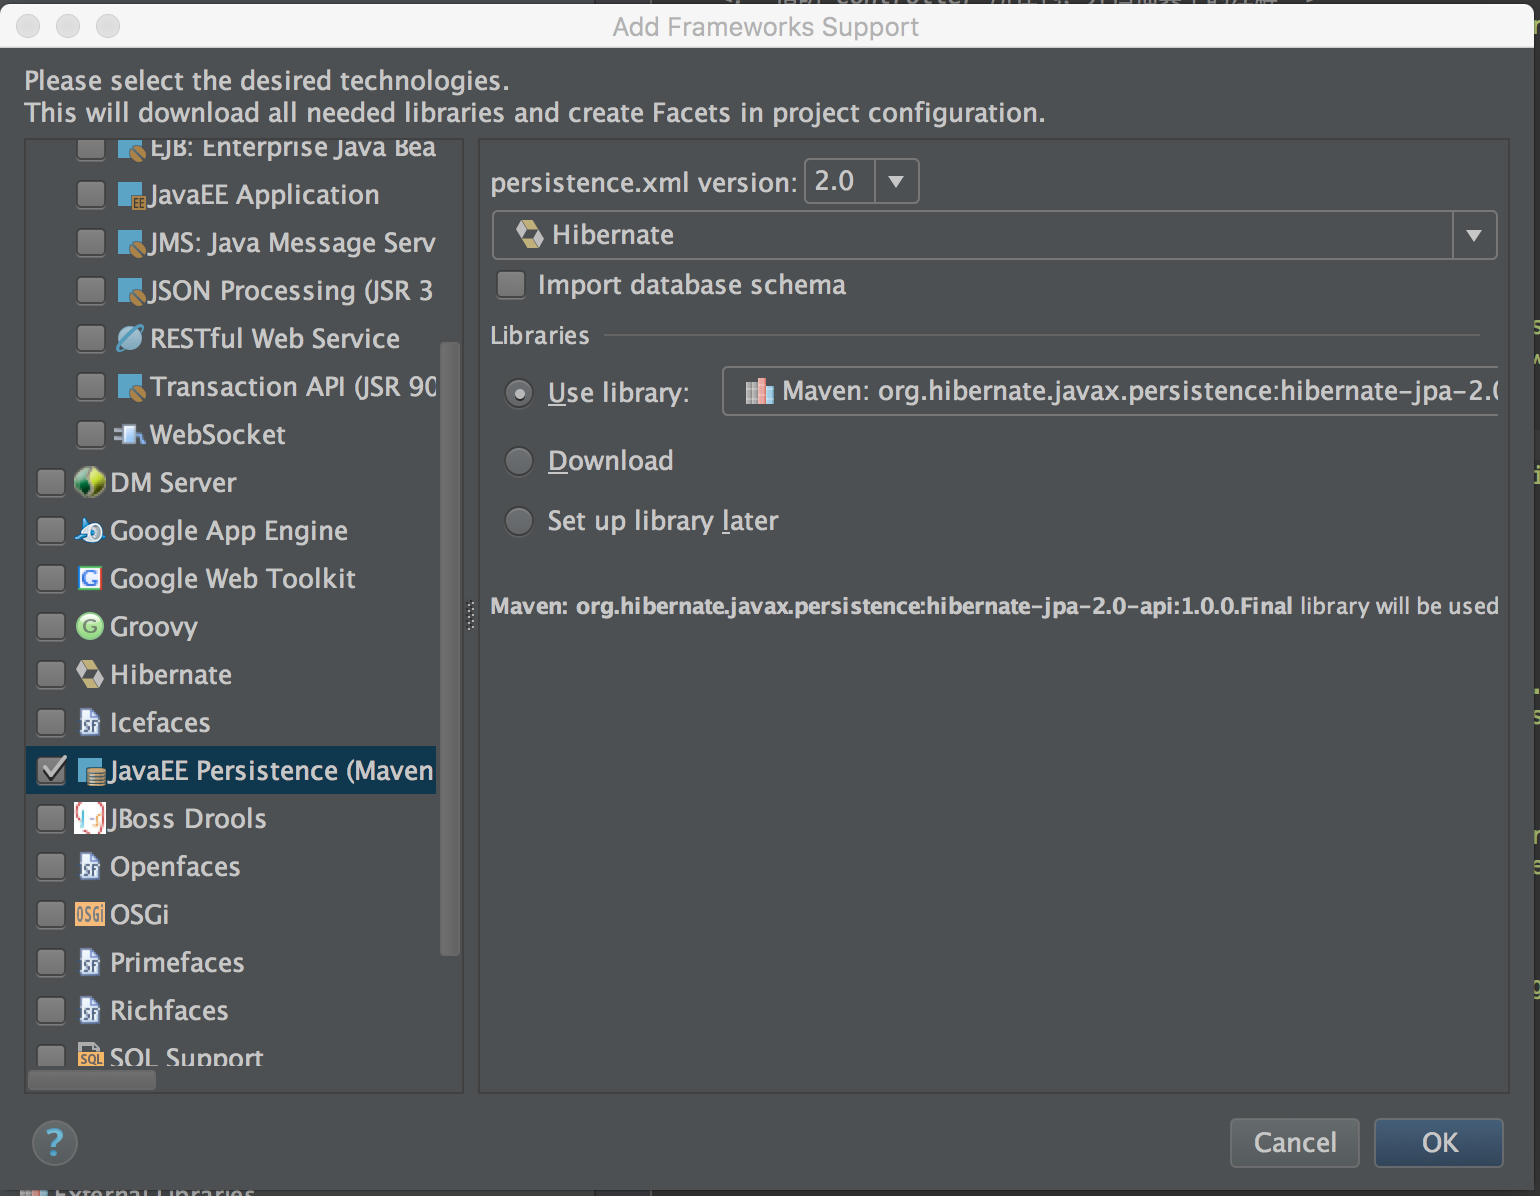 Add Frameworks Support
Please select the desired technologies.
This will download all needed libraries and create Facets in project configuration.
EJB: Enterprise Java Bea
JavaEE Application
JMS: Java Message Serv
JSON Processing (JSR 3
RESTful Web Service
Transaction API (JSR 90
WebSocket
DM Server
Google App Engine
Google Web Toolkit
Groovy
Hibernate
Icefaces
JavaEE Persistence (Maven
JBoss Drools
Openfaces
OSGi
Primefaces
Richfaces
SQL Support
persistence.xml version: 2.0
Hibernate
Import database schema
Libraries
Use library: Maven: org.hibernate.javax.persistence:hibernate-jpa-2.0
Download
Set up library later
Maven: org.hibernate.javax.persistence:hibernate-jpa-2.0-api:1.0.0.Final library will be used
?
Cancel
OK
External Libraries